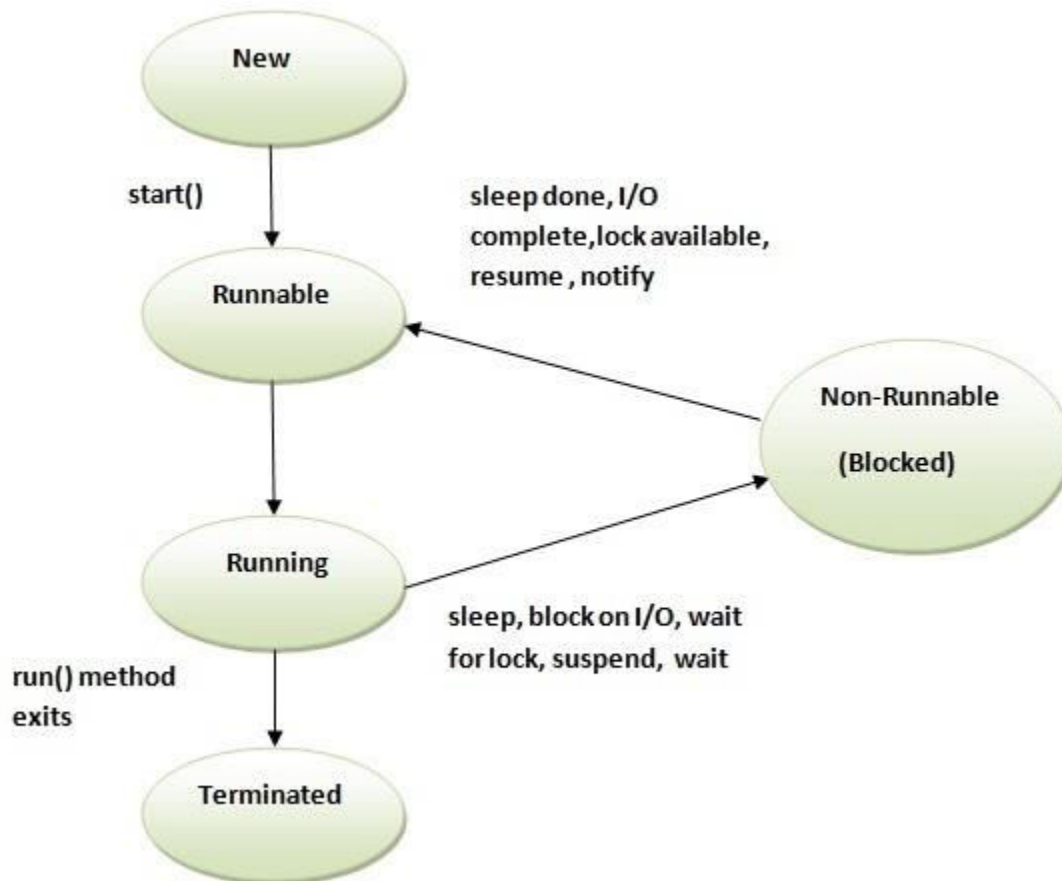 New
start()
sleep done, I/O
complete,lock available,
resume , notify
Runnable
Non-Runnable
(Blocked)
Running
sleep, block on I/O, wait
for lock, suspend, wait
run() method
exits
Terminated